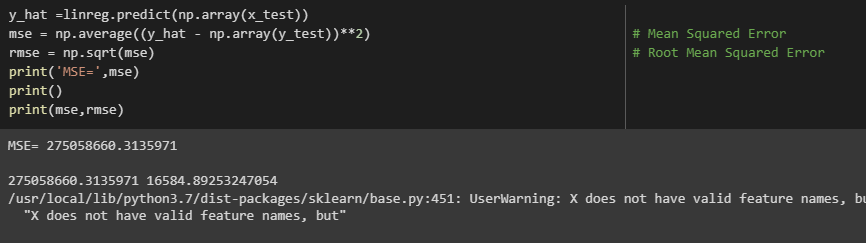 y_hat =linreg.predict(np.array(x_test))
mse = np.average((y_hat - np.array(y_test))**2) # Mean Squared Error
rmse = np.sqrt(mse) # Root Mean Squared Error
print('MSE=',mse)
print()
print(mse,rmse)
MSE= 275058660.3135971
275058660.3135971 16584.89253247054
/usr/local/lib/python3.7/dist-packages/sklearn/base.py:451: UserWarning: X does not have valid feature names,
"X does not have valid feature names, but"